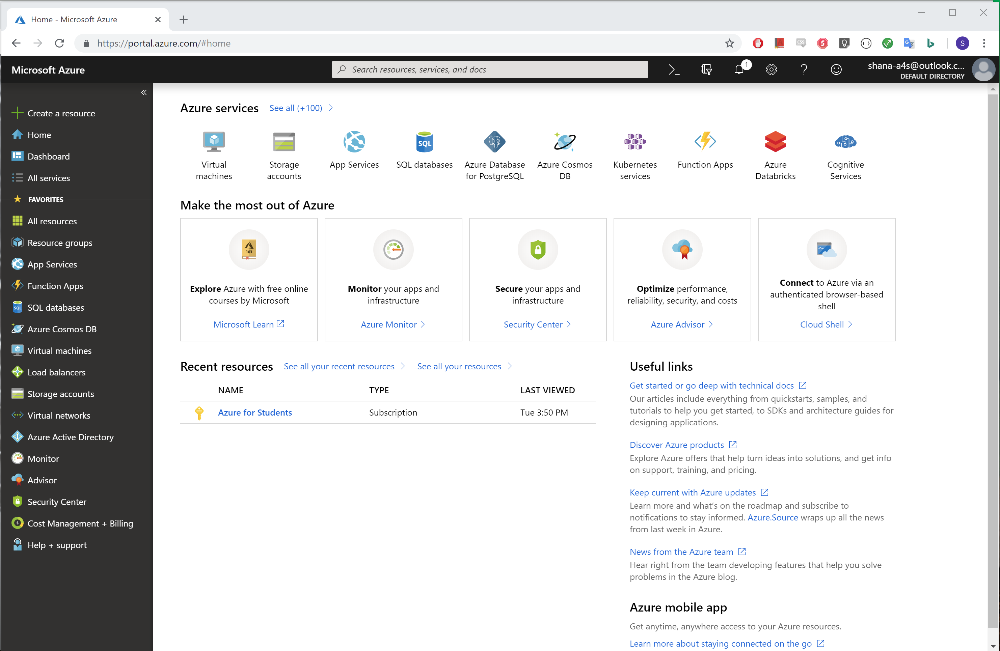 Home - Microsoft Azure
https://portal.azure.com/#home
S
Microsoft Azure
Search resources, services, and docs
1
shana-a4s@outlook.c...
DEFAULT DIRECTORY
Create a resource
Home
Dashboard
All services
FAVORITES
All resources
Resource groups
App Services
Function Apps
SQL databases
Azure Cosmos DB
Virtual machines
Load balancers
Storage accounts
Virtual networks
Azure Active Directory
Monitor
Advisor
Security Center
Cost Management + Billing
Help + support
Azure services
See all (+100)
SQL
Virtual
machines
Storage
accounts
App Services
SQL databases
Azure Database
for PostgreSQL
Azure Cosmos
DB
Kubernetes
services
Function Apps
Azure
Databricks
Cognitive
Services
Make the most out of Azure
101
Explore Azure with free online
courses by Microsoft
Microsoft Learn
Monitor your apps and
infrastructure
Azure Monitor
Secure your apps and
infrastructure
Security Center
Optimize performance,
reliability, security, and costs
Azure Advisor
Connect to Azure via an
authenticated browser-based
shell
Cloud Shell
Recent resources
See all your recent resources
See all your resources
NAME TYPE LAST VIEWED
Azure for Students Subscription Tue 3:50 PM
Useful links
Get started or go deep with technical docs
Our articles include everything from quickstarts, samples, and
tutorials to help you get started, to SDKs and architecture guides for
designing applications.
Discover Azure products
Explore Azure offers that help turn ideas into solutions, and get info
on support, training, and pricing.
Keep current with Azure updates
Learn more and what's on the roadmap and subscribe to
notifications to stay informed. Azure.Source wraps up all the news
from last week in Azure.
News from the Azure team
Hear right from the team developing features that help you solve
problems in the Azure blog.
Azure mobile app
Get anytime, anywhere access to your Azure resources.
Learn more about staying connected on the go